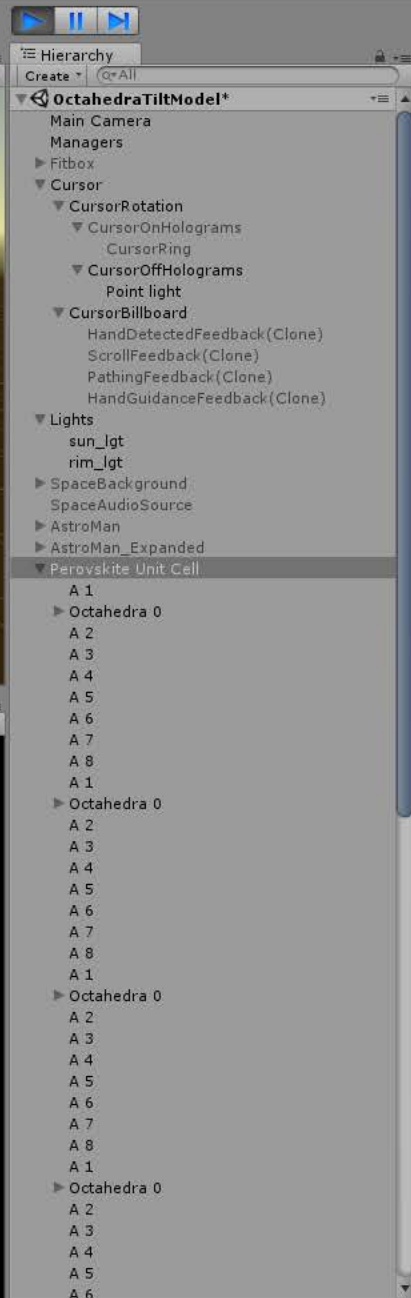 Hierarchy
Create All
OctahedraTiltModel*
Main Camera
Managers
Fitbox
Cursor
CursorRotation
CursorOnHolograms
CursorRing
CursorOffHolograms
Point light
CursorBillboard
HandDetectedFeedback(Clone)
ScrollFeedback(Clone)
PathingFeedback(Clone)
HandGuidanceFeedback(Clone)
Lights
sun_lgt
rim_lgt
SpaceBackground
SpaceAudioSource
AstroMan
AstroMan_Expanded
Perovskite Unit Cell
A 1
Octahedra 0
A 2
A 3
A 4
A 5
A 6
A 7
A 8
A 1
Octahedra 0
A 2
A 3
A 4
A 5
A 6
A 7
A 8
A 1
Octahedra 0
A 2
A 3
A 4
A 5
A 6
A 7
A 8
A 1
Octahedra 0
A 2
A 3
A 4
A 5
A 6